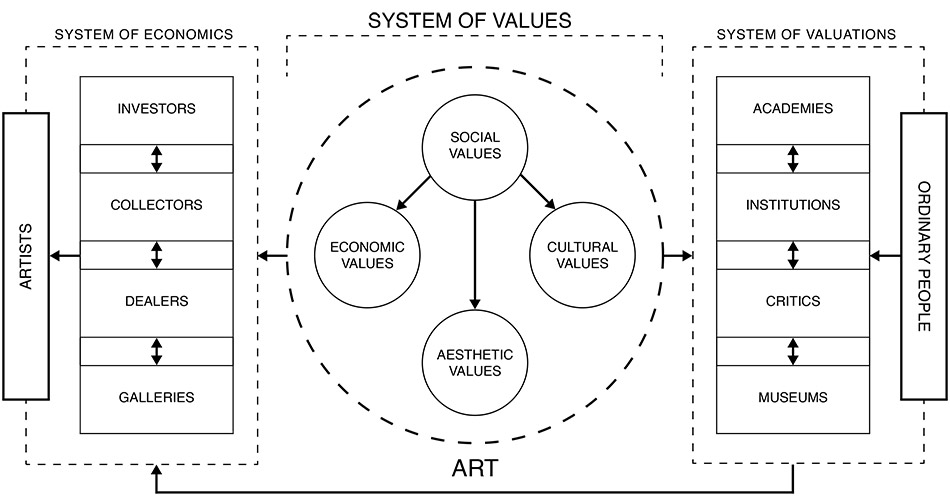 SYSTEM OF VALUES
SYSTEM OF ECONOMICS
SYSTEM OF VALUATIONS
ARTISTS
INVESTORS
COLLECTORS
DEALERS
GALLERIES
SOCIAL
VALUES
ECONOMIC
VALUES
CULTURAL
VALUES
AESTHETIC
VALUES
ART
ACADEMIES
INSTITUTIONS
CRITICS
MUSEUMS
ORDINARY PEOPLE